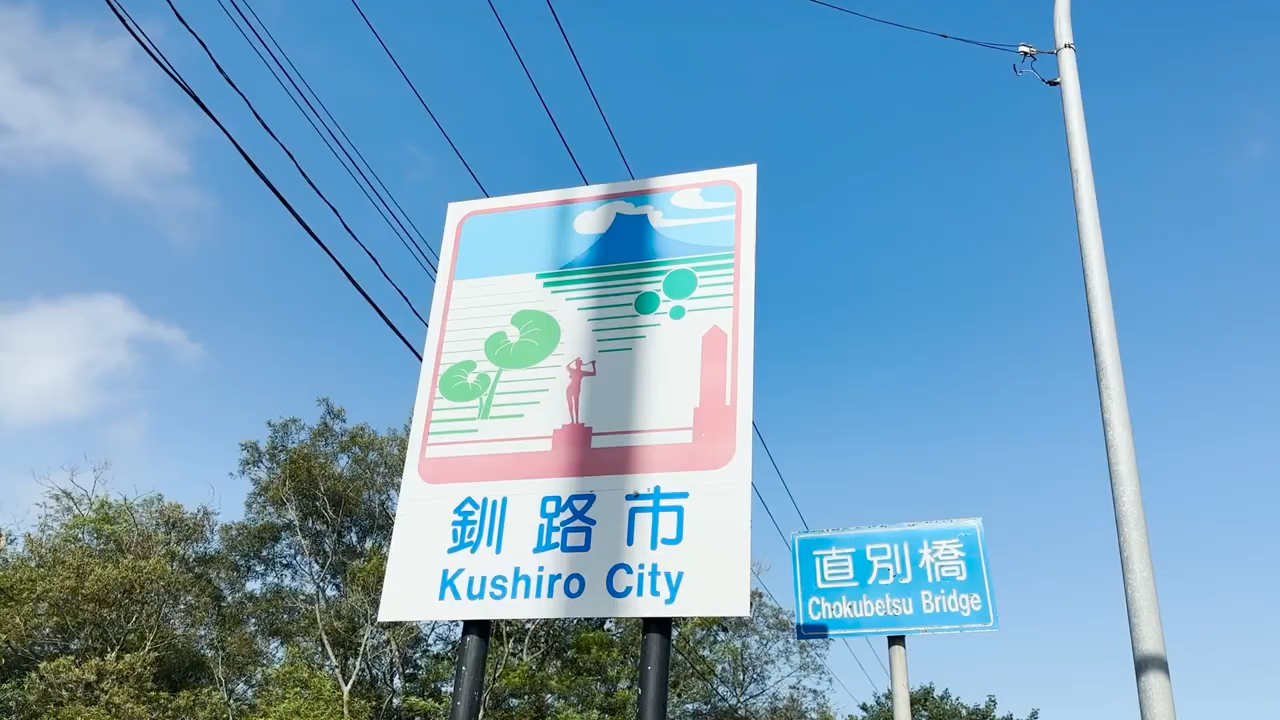 釧路市
Kushiro City
直別橋
Chokubetsu Bridge